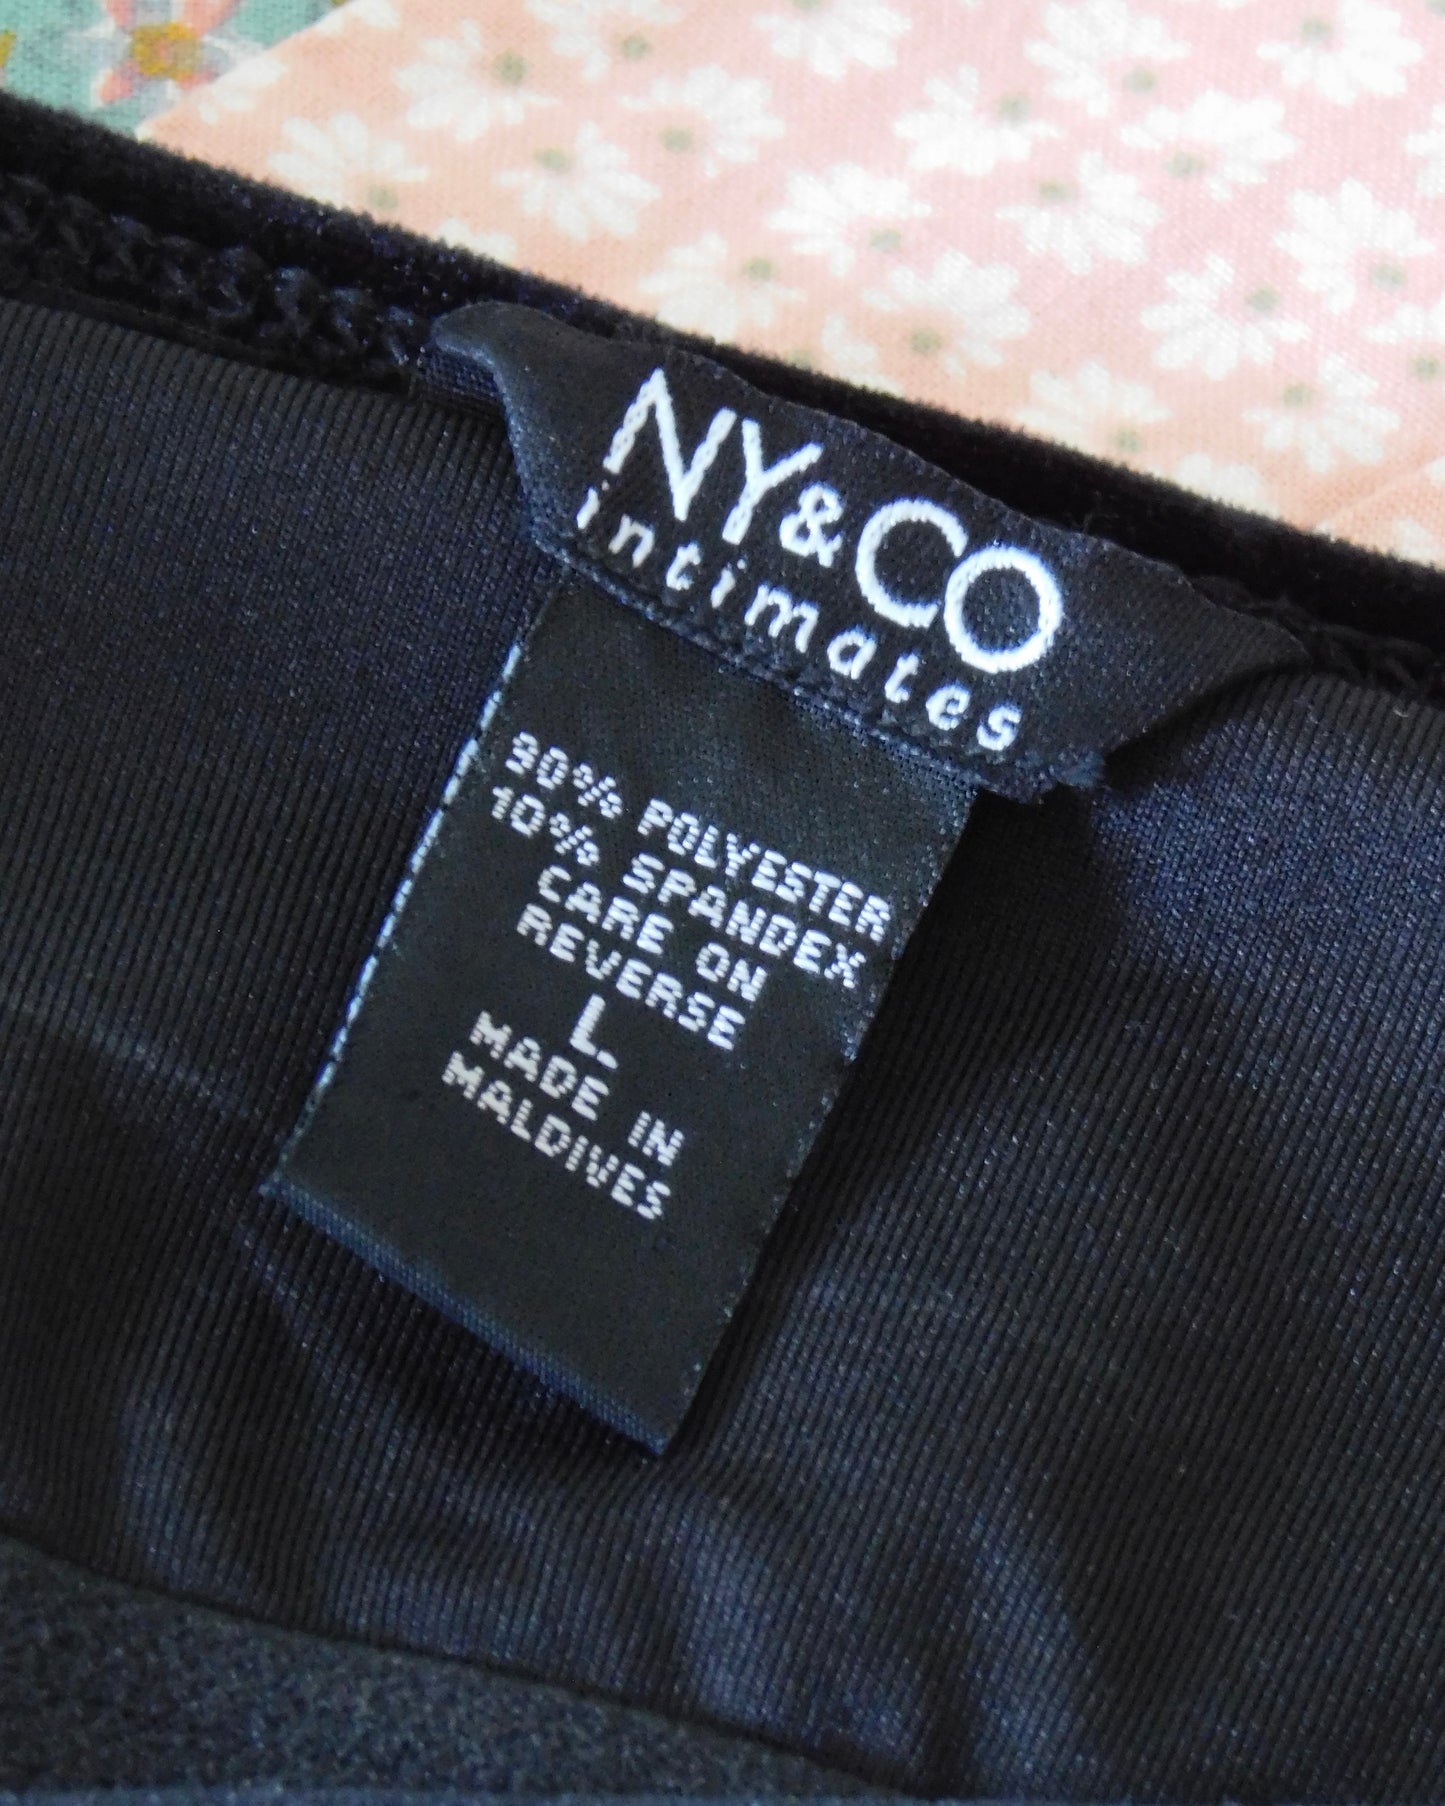 NY&CO
intimates
90% POLYESTER
10% SPANDEX
CARE ON
REVERSE
L
MADE IN
MALDIVES